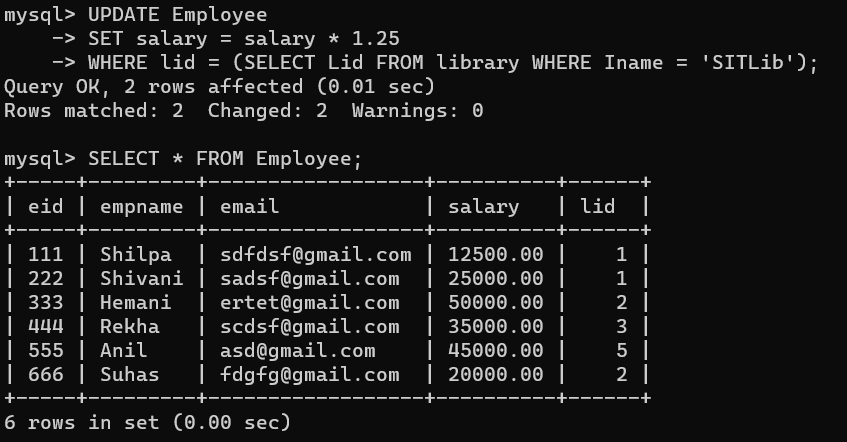 mysql> UPDATE Employee
    -> SET salary = salary * 1.25
    -> WHERE lid = (SELECT Lid FROM library WHERE Iname = 'SITLib');
Query OK, 2 rows affected (0.01 sec)
Rows matched: 2  Changed: 2  Warnings: 0

mysql> SELECT * FROM Employee;
+-----+---------+------------------+----------+------+
| eid | empname | email            | salary   | lid  |
+-----+---------+------------------+----------+------+
| 111 | Shilpa  | sdfdsf@gmail.com | 12500.00 |    1 |
| 222 | Shivani | sadsf@gmail.com  | 25000.00 |    1 |
| 333 | Hemani  | ertet@gmail.com  | 50000.00 |    2 |
| 444 | Rekha   | scdsf@gmail.com  | 35000.00 |    3 |
| 555 | Anil    | asd@gmail.com    | 45000.00 |    5 |
| 666 | Suhas   | fdgfg@gmail.com  | 20000.00 |    2 |
+-----+---------+------------------+----------+------+
6 rows in set (0.00 sec)